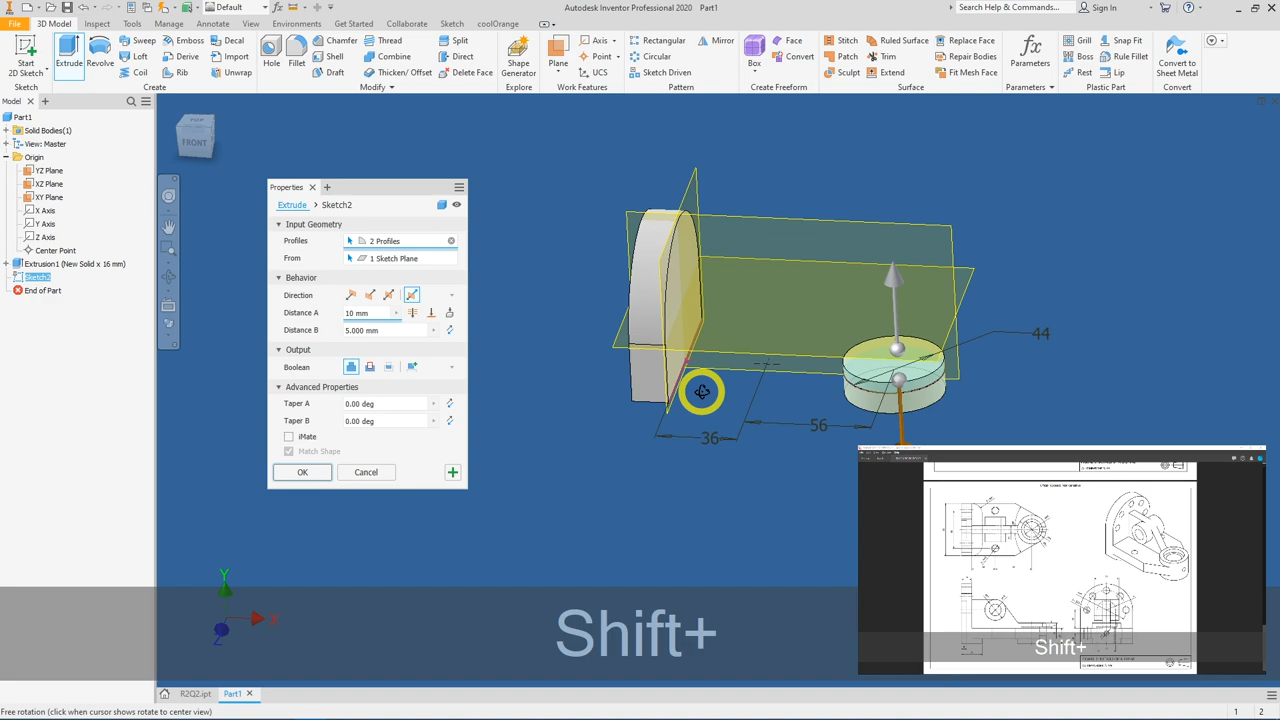 Default
Autodesk Inventor Professional 2020
Search Help & Commands...
Sign In
File
3D Model
Sketch
Inspect
Tools
Manage
Annotate
View
Environments
Get Started
Collaborate
Sketch
coolOrange
Start
2D Sketch
Extrude
Revolve
Sweep
Loft
Coil
Emboss
Derive
Rib
Decal
Import
Unwrap
Hole
Fillet
Chamfer
Shell
Draft
Thread
Combine
Thicken/ Offset
Split
Direct
Delete Face
Shape
Generator
Plane
Axis
Point
UCS
Rectangular
Circular
Sketch Driven
Mirror
Box
Face
Convert
Stitch
Patch
Sculpt
Ruled Surface
Trim
Extend
Replace Face
Repair Bodies
Fit Mesh Face
fx
Parameters
Grill
Boss
Rest
Snap Fit
Rule Fillet
Lip
Convert to
Sheet Metal
Sketch
Create
Modify
Explore
Work Features
Pattern
Create Freeform
Surface
Parameters
Plastic Part
Convert
Model
Part1
Solid Bodies(1)
View: Master
Origin
YZ Plane
XZ Plane
XY Plane
X Axis
Y Axis
Z Axis
Center Point
Extrusion1 (New Solid x 16 mm)
Sketch2
End of Part
FRONT
Properties
Extrude > Sketch2
Input Geometry
Profiles 2 Profiles
From 1 Sketch Plane
Behavior
Direction
Distance A 10 mm
Distance B 5.000 mm
Output
Boolean
Advanced Properties
Taper A 0.00 deg
Taper B 0.00 deg
iMate
Match Shape
OK
Cancel
44
56
36
Y
X
Z
Shift+
Shift+
R2Q2.ipt
Part1
Free rotation (click when cursor shows rotate to center view)
1
2